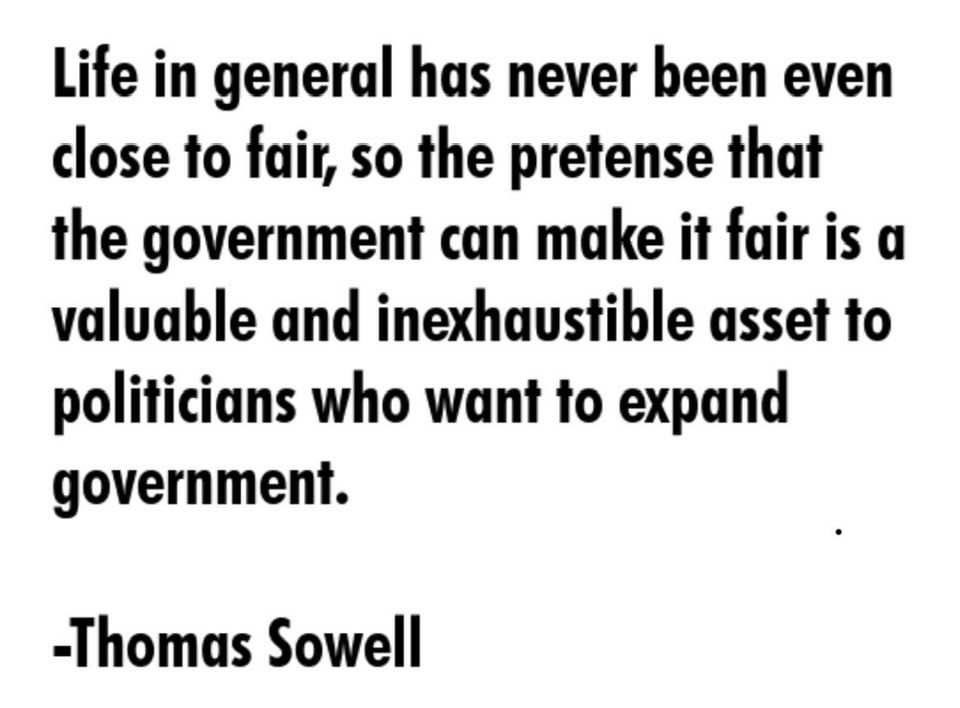 Life in general has never been even
close to fair, so the pretense that
the government can make it fair is a
valuable and inexhaustible asset to
politicians who want to expand
government.
.
-Thomas Sowell